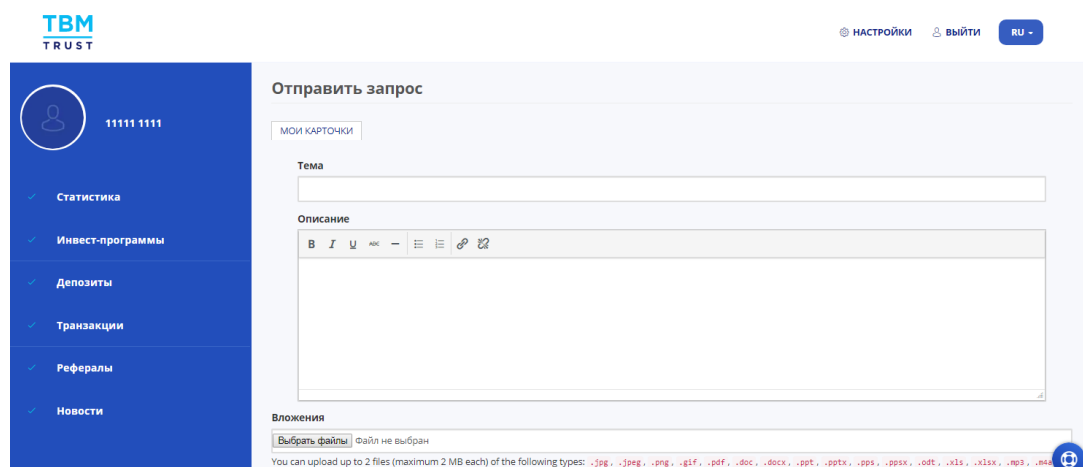 TBM
TRUST
НАСТРОЙКИ ВЫЙТИ RU
11111 1111
Статистика
Инвест-программы
Депозиты
Транзакции
Рефералы
Новости
Отправить запрос
МОИ КАРТОЧКИ
Тема
Описание
B I U ABC
Вложения
Выбрать файлы Файл не выбран
You can upload up to 2 files (maximum 2 MB each) of the following types: .jpg, .jpeg, .png, .gif, .pdf, .doc, .docx, .ppt, .pptx, .pps, .ppsx, .odt, .xls, .xlsx, .mp3, .m4a